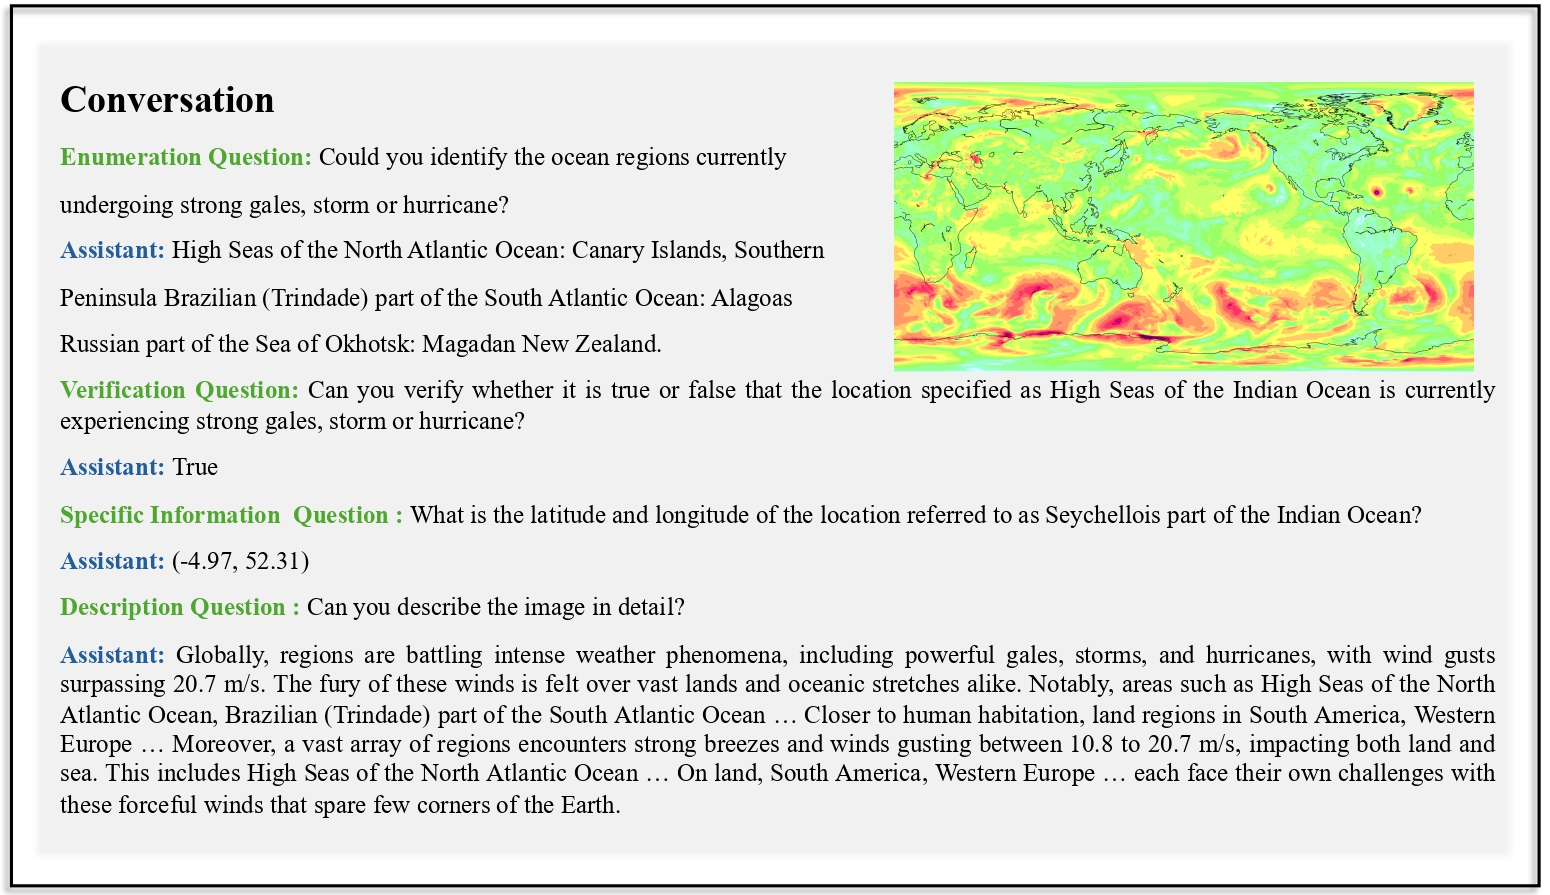 Conversation
Enumeration Question: Could you identify the ocean regions currently
undergoing strong gales, storm or hurricane?
Assistant: High Seas of the North Atlantic Ocean: Canary Islands, Southern
Peninsula Brazilian (Trindade) part of the South Atlantic Ocean: Alagoas
Russian part of the Sea of Okhotsk: Magadan New Zealand.
Verification Question: Can you verify whether it is true or false that the location specified as High Seas of the Indian Ocean is currently
experiencing strong gales, storm or hurricane?
Assistant: True
Specific Information Question : What is the latitude and longitude of the location referred to as Seychellois part of the Indian Ocean?
Assistant: (-4.97, 52.31)
Description Question : Can you describe the image in detail?
Assistant: Globally, regions are battling intense weather phenomena, including powerful gales, storms, and hurricanes, with wind gusts
surpassing 20.7 m/s. The fury of these winds is felt over vast lands and oceanic stretches alike. Notably, areas such as High Seas of the North
Atlantic Ocean, Brazilian (Trindade) part of the South Atlantic Ocean … Closer to human habitation, land regions in South America, Western
Europe … Moreover, a vast array of regions encounters strong breezes and winds gusting between 10.8 to 20.7 m/s, impacting both land and
sea. This includes High Seas of the North Atlantic Ocean … On land, South America, Western Europe … each face their own challenges with
these forceful winds that spare few corners of the Earth.